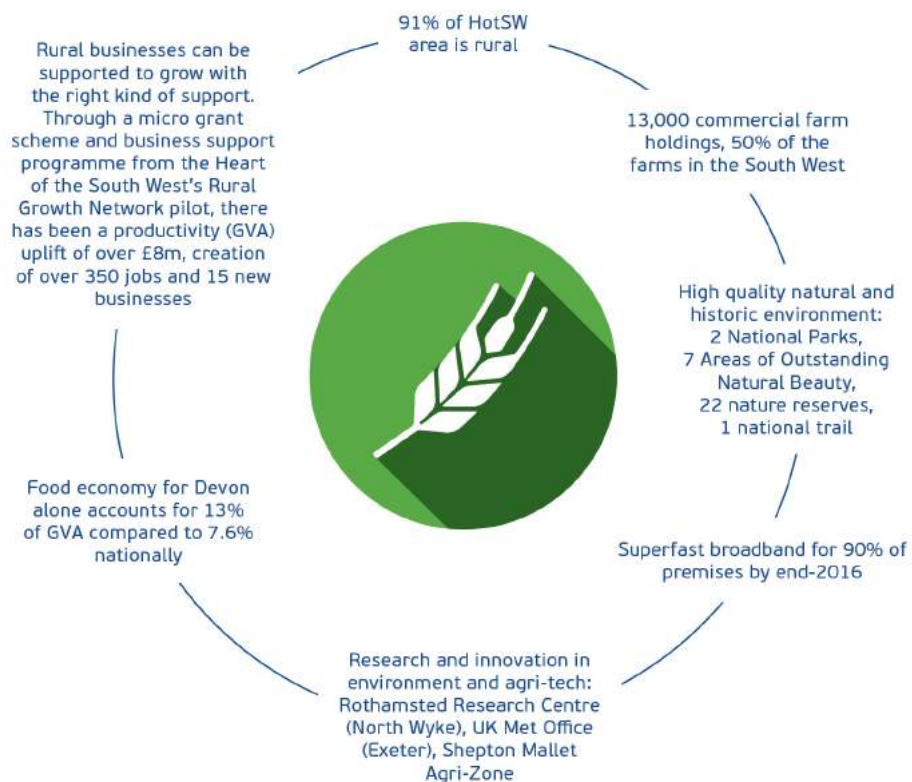 91% of HotSW
area is rural
13,000 commercial farm
holdings, 50% of the
farms in the South West
High quality natural and
historic environment:
2 National Parks,
7 Areas of Outstanding
Natural Beauty,
22 nature reserves,
1 national trail
Superfast broadband for 90% of
premises by end-2016
Research and innovation in
environment and agri-tech:
Rothamsted Research Centre
(North Wyke), UK Met Office
(Exeter), Shepton Mallet
Agri-Zone
Food economy for Devon
alone accounts for 13%
of GVA compared to 7.6%
nationally
Rural businesses can be
supported to grow with
the right kind of support.
Through a micro grant
scheme and business support
programme from the Heart
of the South West's Rural
Growth Network pilot, there
has been a productivity (GVA)
uplift of over £8m, creation
of over 350 jobs and 15 new
businesses